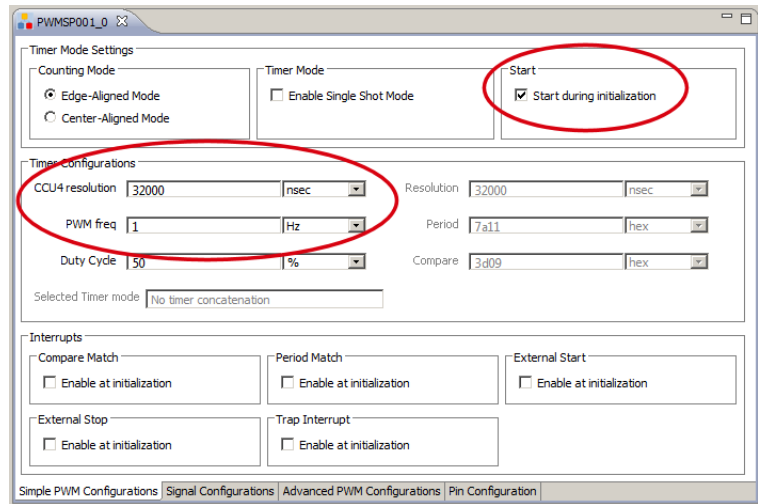 PWMSP001_0
Timer Mode Settings
Counting Mode
Edge-Aligned Mode
Center-Aligned Mode
Timer Mode
Enable Single Shot Mode
Start
Start during initialization
Timer Configurations
CCU4 resolution 32000 nsec Resolution 32000 nsec
PWM freq 1 Hz Period 7a11 hex
Duty Cycle 50 % Compare 3d09 hex
Selected Timer mode No timer concatenation
Interrupts
Compare Match
Enable at initialization
Period Match
Enable at initialization
External Start
Enable at initialization
External Stop
Enable at initialization
Trap Interrupt
Enable at initialization
Simple PWM Configurations Signal Configurations Advanced PWM Configurations Pin Configuration